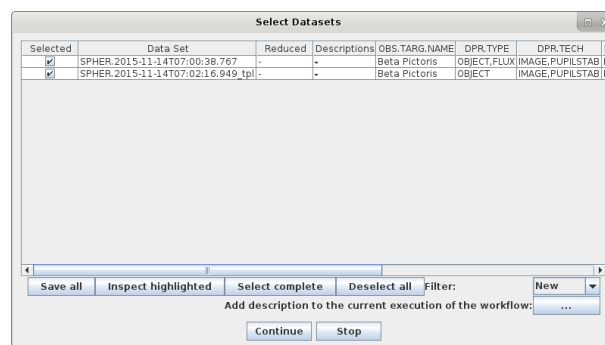 Select Datasets
Selected Data Set Reduced Descriptions OBS.TARG.NAME DPR.TYPE DPR.TECH
SPHER.2015-11-14T07:00:38.767 - - Beta Pictoris OBJECT,FLUX IMAGE,PUPILSTAB
SPHER.2015-11-14T07:02:16.949_tpl - - Beta Pictoris OBJECT IMAGE,PUPILSTAB
Save all Inspect highlighted Select complete Deselect all Filter: New
Add description to the current execution of the workflow: ...
Continue Stop